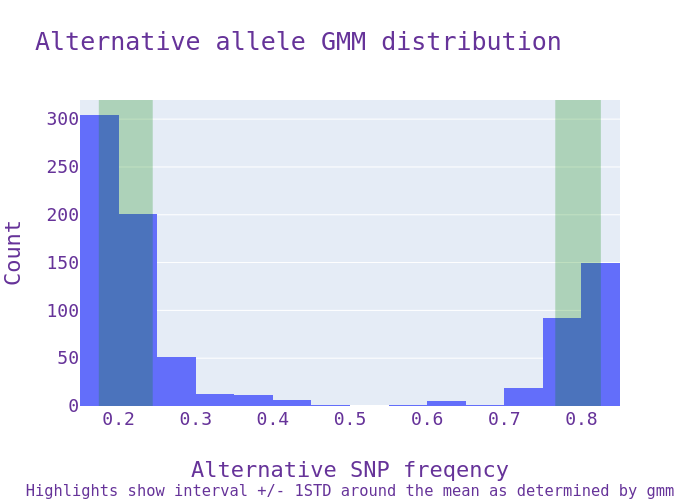 Alternative allele GMM distribution
300
250
200
150
100
50
0
Count
0.2 0.3 0.4 0.5 0.6 0.7 0.8
Alternative SNP freqency
Highlights show interval +/- 1STD around the mean as determined by gmm